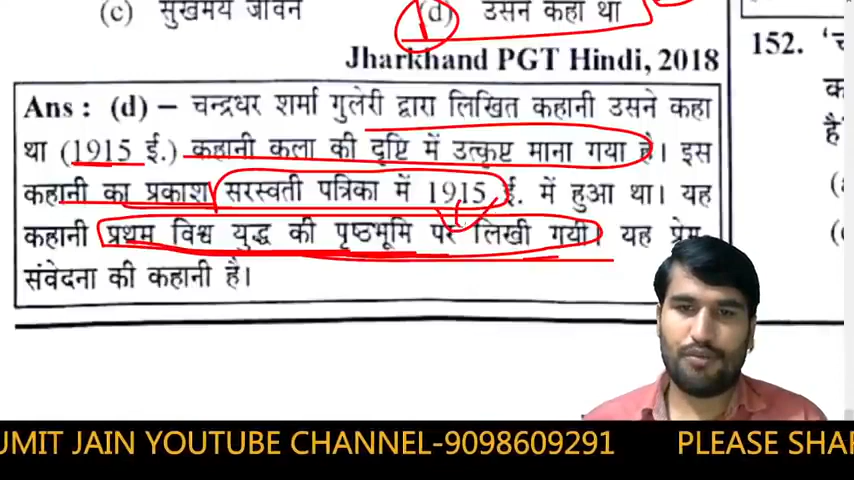 (c) सुखमय जीवन (d) उसने कहा था
Jharkhand PGT Hindi, 2018
152.
Ans : (d) – चन्द्रधर शर्मा गुलेरी द्वारा लिखित कहानी उसने कहा
था (1915 ई.) कहानी कला की दृष्टि में उत्कृष्ट माना गया है। इस
कहानी का प्रकाश सरस्वती पत्रिका में 1915 ई. में हुआ था। यह
कहानी प्रथम विश्व युद्ध की पृष्ठभूमि पर लिखी गयी। यह प्रेम
संवेदना की कहानी है।
UMIT JAIN YOUTUBE CHANNEL-9098609291 PLEASE SHAR